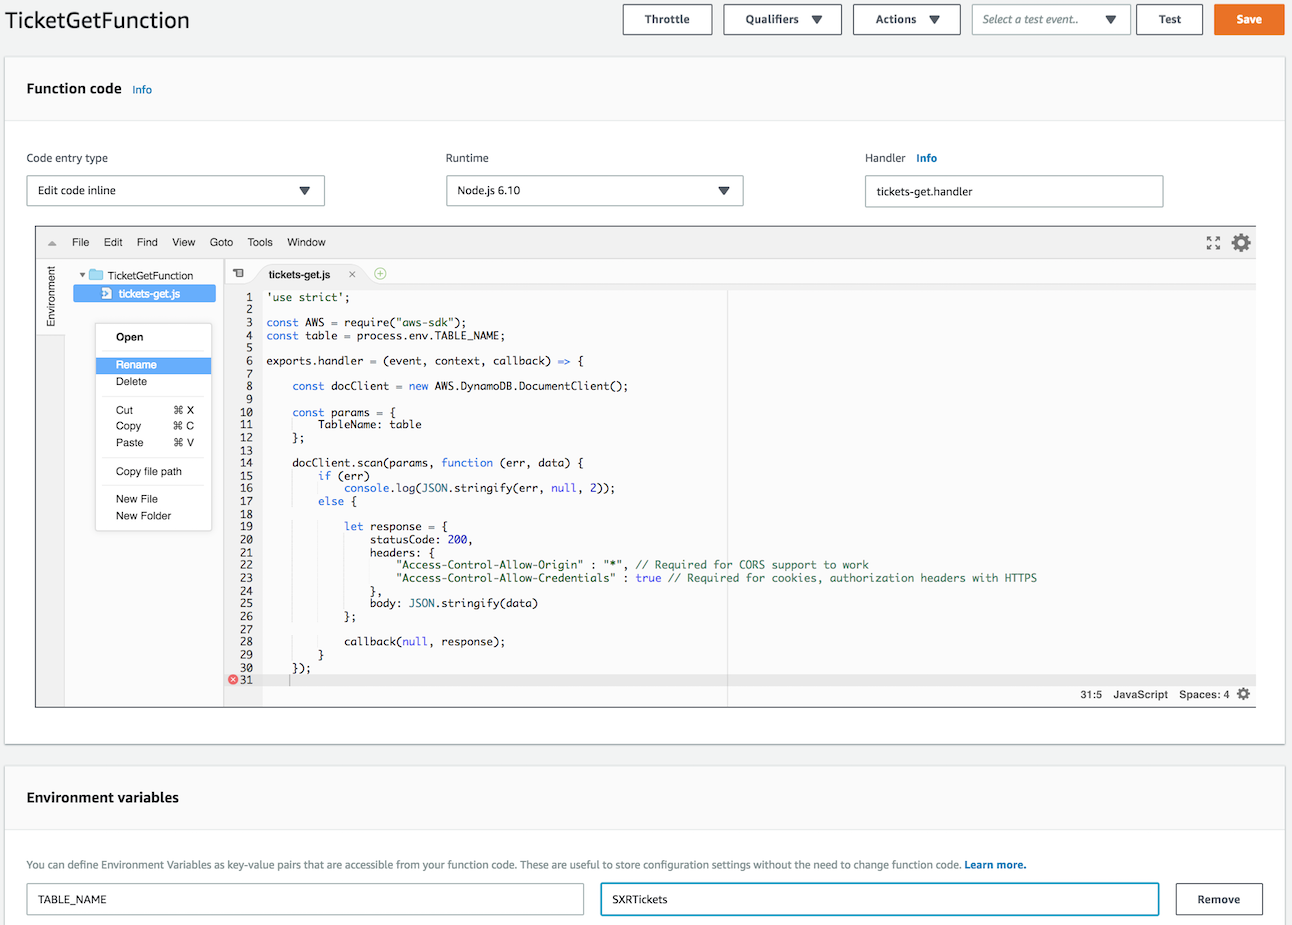 TicketGetFunction
Throttle
Qualifiers
Actions
Select a test event..
Test
Save
Function code Info
Code entry type
Runtime
Handler Info
Edit code inline
Node.js 6.10
tickets-get.handler
File Edit Find View Goto Tools Window
Environment
TicketGetFunction
tickets-get.js
Open
Rename
Delete
Cut ⌘ X
Copy ⌘ C
Paste ⌘ V
Copy file path
New File
New Folder
tickets-get.js
1 'use strict';
2
3 const AWS = require("aws-sdk");
4 const table = process.env.TABLE_NAME;
5
6 exports.handler = (event, context, callback) => {
7
8 const docClient = new AWS.DynamoDB.DocumentClient();
9
10 const params = {
11 TableName: table
12 };
13
14 docClient.scan(params, function (err, data) {
15 if (err)
16 console.log(JSON.stringify(err, null, 2));
17 else {
18
19 let response = {
20 statusCode: 200,
21 headers: {
22 "Access-Control-Allow-Origin" : "*", // Required for CORS support to work
23 "Access-Control-Allow-Credentials" : true // Required for cookies, authorization headers with HTTPS
24 },
25 body: JSON.stringify(data)
26 };
27
28 callback(null, response);
29 }
30 });
31
31:5 JavaScript Spaces: 4
Environment variables
You can define Environment Variables as key-value pairs that are accessible from your function code. These are useful to store configuration settings without the need to change function code. Learn more.
TABLE_NAME
SXRTickets
Remove